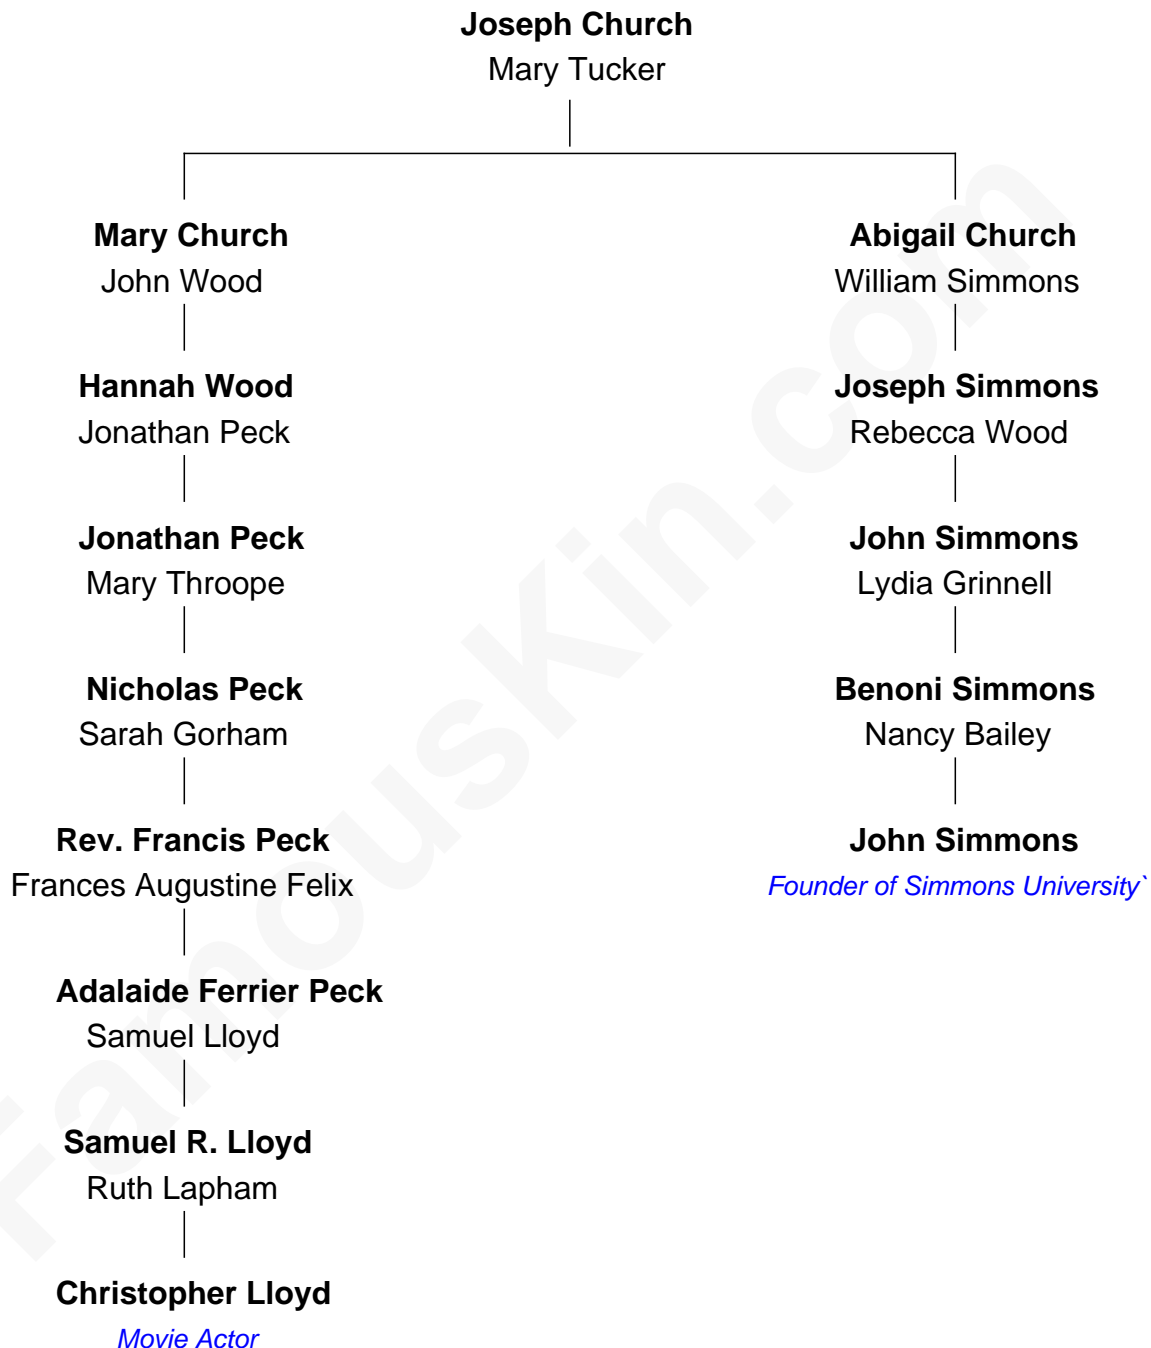 Joseph Church
Mary Tucker
Mary Church
John Wood
Hannah Wood
Jonathan Peck
Jonathan Peck
Mary Throope
Nicholas Peck
Sarah Gorham
Rev. Francis Peck
Frances Augustine Felix
Adalaide Ferrier Peck
Samuel Lloyd
Samuel R. Lloyd
Ruth Lapham
Christopher Lloyd
Movie Actor
Abigail Church
William Simmons
Joseph Simmons
Rebecca Wood
John Simmons
Lydia Grinnell
Benoni Simmons
Nancy Bailey
John Simmons
Founder of Simmons University`
FamousKin.com